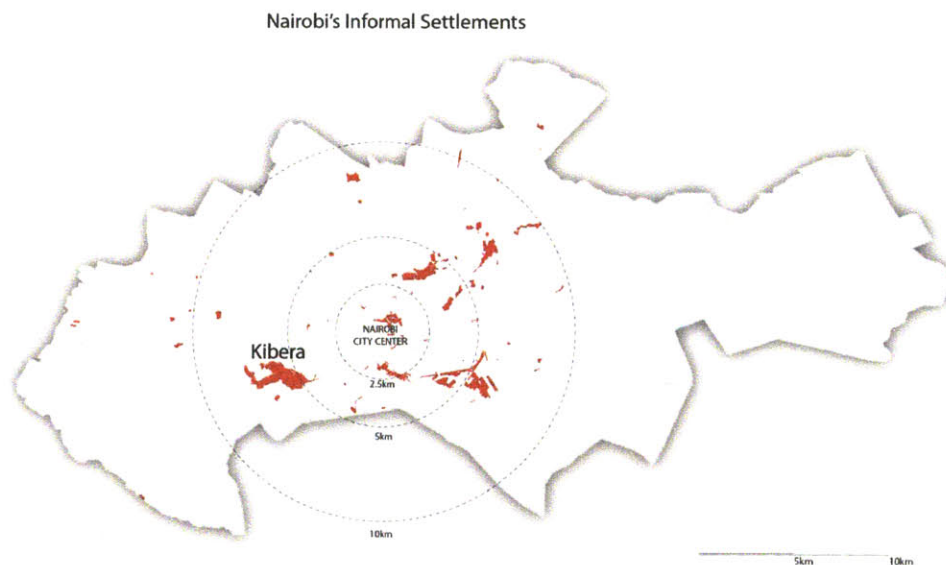 Nairobi's Informal Settlements
NAIROBI
CITY CENTER
Kibera
2.5km
5km
10km
5km
10km